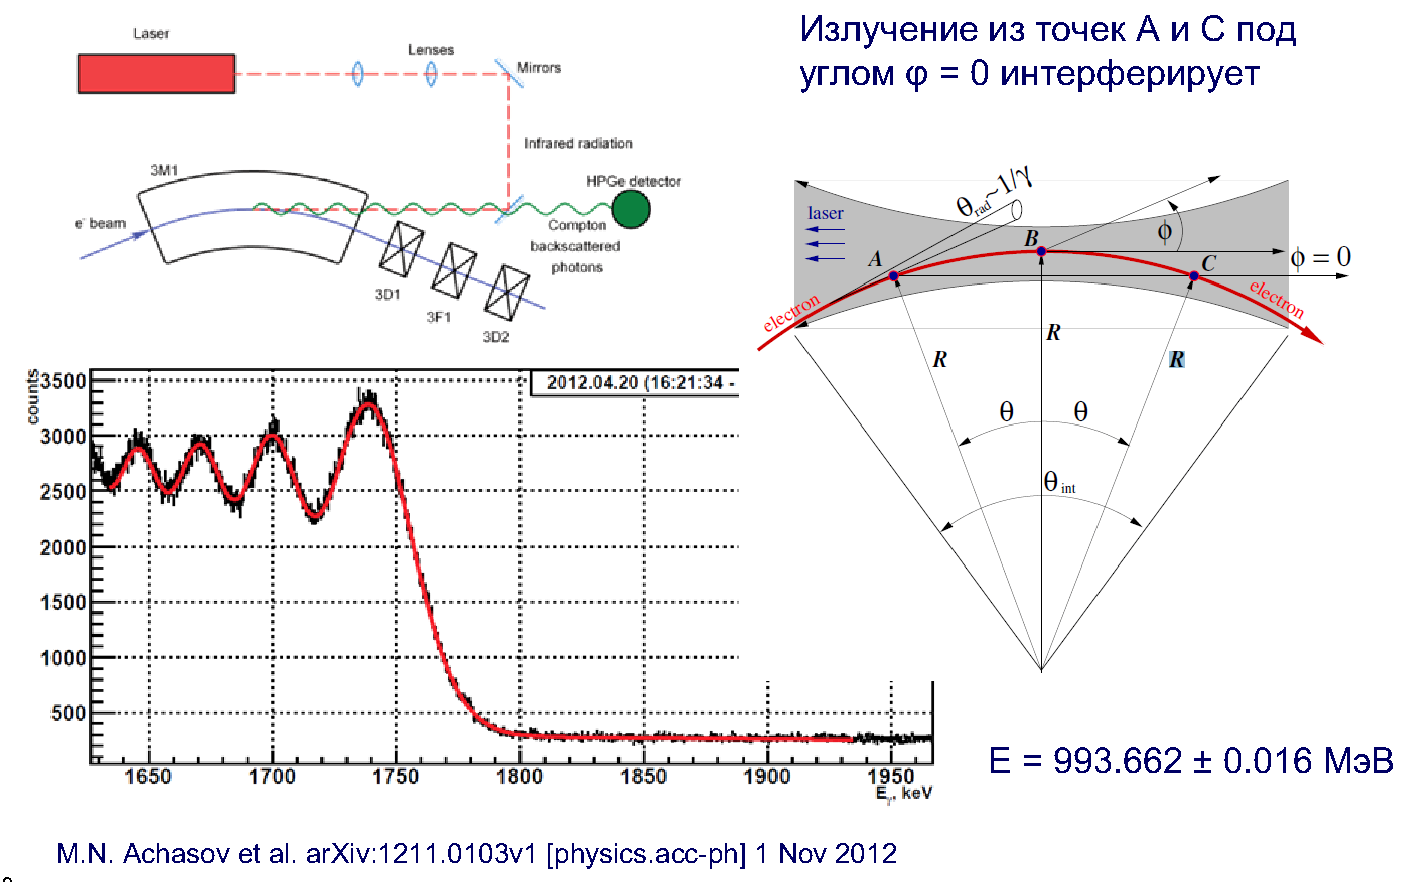 Излучение из точек А и С под
углом φ = 0 интерферирует
Laser
Lenses
Mirrors
Infrared radiation
3M1
HPGe detector
e⁻ beam
Compton
backscattered
photons
3D1
3F1
3D2
θrad~1/γ
laser
A
B
C
ϕ
ϕ = 0
electron
electron
R
R
R
θ
θ
θint
counts
3500
3000
2500
2000
1500
1000
500
2012.04.20 (16:21:34 -
1650
1700
1750
1800
1850
1900
1950
Eγ, keV
E = 993.662 ± 0.016 МэВ
M.N. Achasov et al. arXiv:1211.0103v1 [physics.acc-ph] 1 Nov 2012